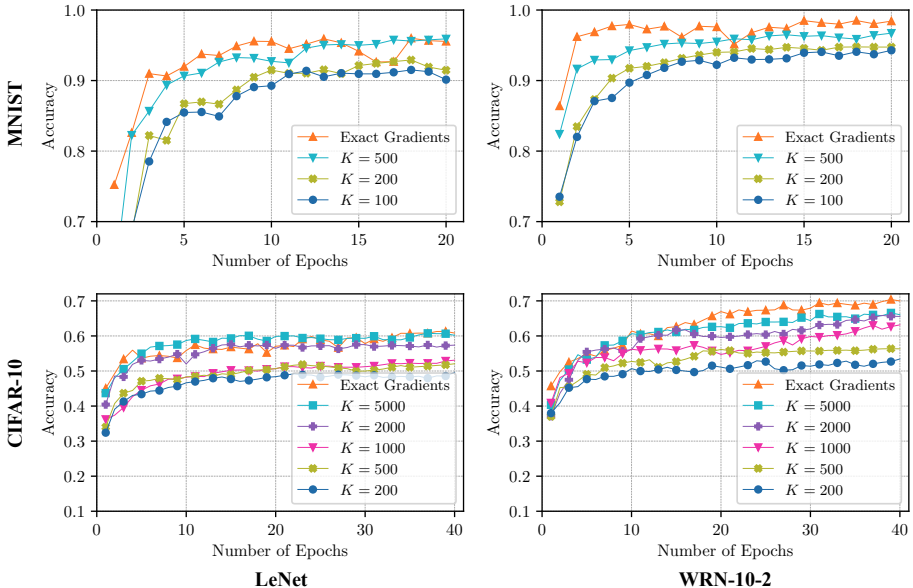 MNIST
Accuracy
1.0
0.9
0.8
0.7
0
5
10
15
20
Number of Epochs
Exact Gradients
K = 500
K = 200
K = 100
Accuracy
1.0
0.9
0.8
0.7
0
5
10
15
20
Number of Epochs
Exact Gradients
K = 500
K = 200
K = 100
CIFAR-10
Accuracy
0.7
0.6
0.5
0.4
0.3
0.2
0.1
0
10
20
30
40
Number of Epochs
Exact Gradients
K = 5000
K = 2000
K = 1000
K = 500
K = 200
LeNet
Accuracy
0.7
0.6
0.5
0.4
0.3
0.2
0.1
0
10
20
30
40
Number of Epochs
Exact Gradients
K = 5000
K = 2000
K = 1000
K = 500
K = 200
WRN-10-2